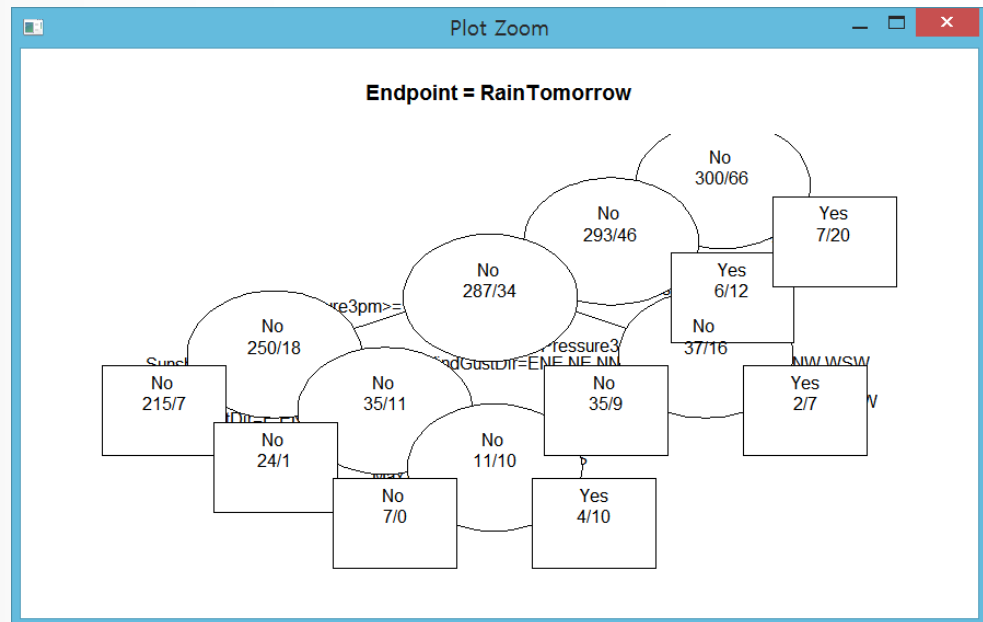 Plot Zoom
Endpoint = RainTomorrow
No
300/66
No
293/46
Yes
7/20
No
287/34
Yes
6/12
No
250/18
No
37/16
No
215/7
No
35/11
No
35/9
Yes
2/7
No
24/1
No
11/10
No
7/0
Yes
4/10